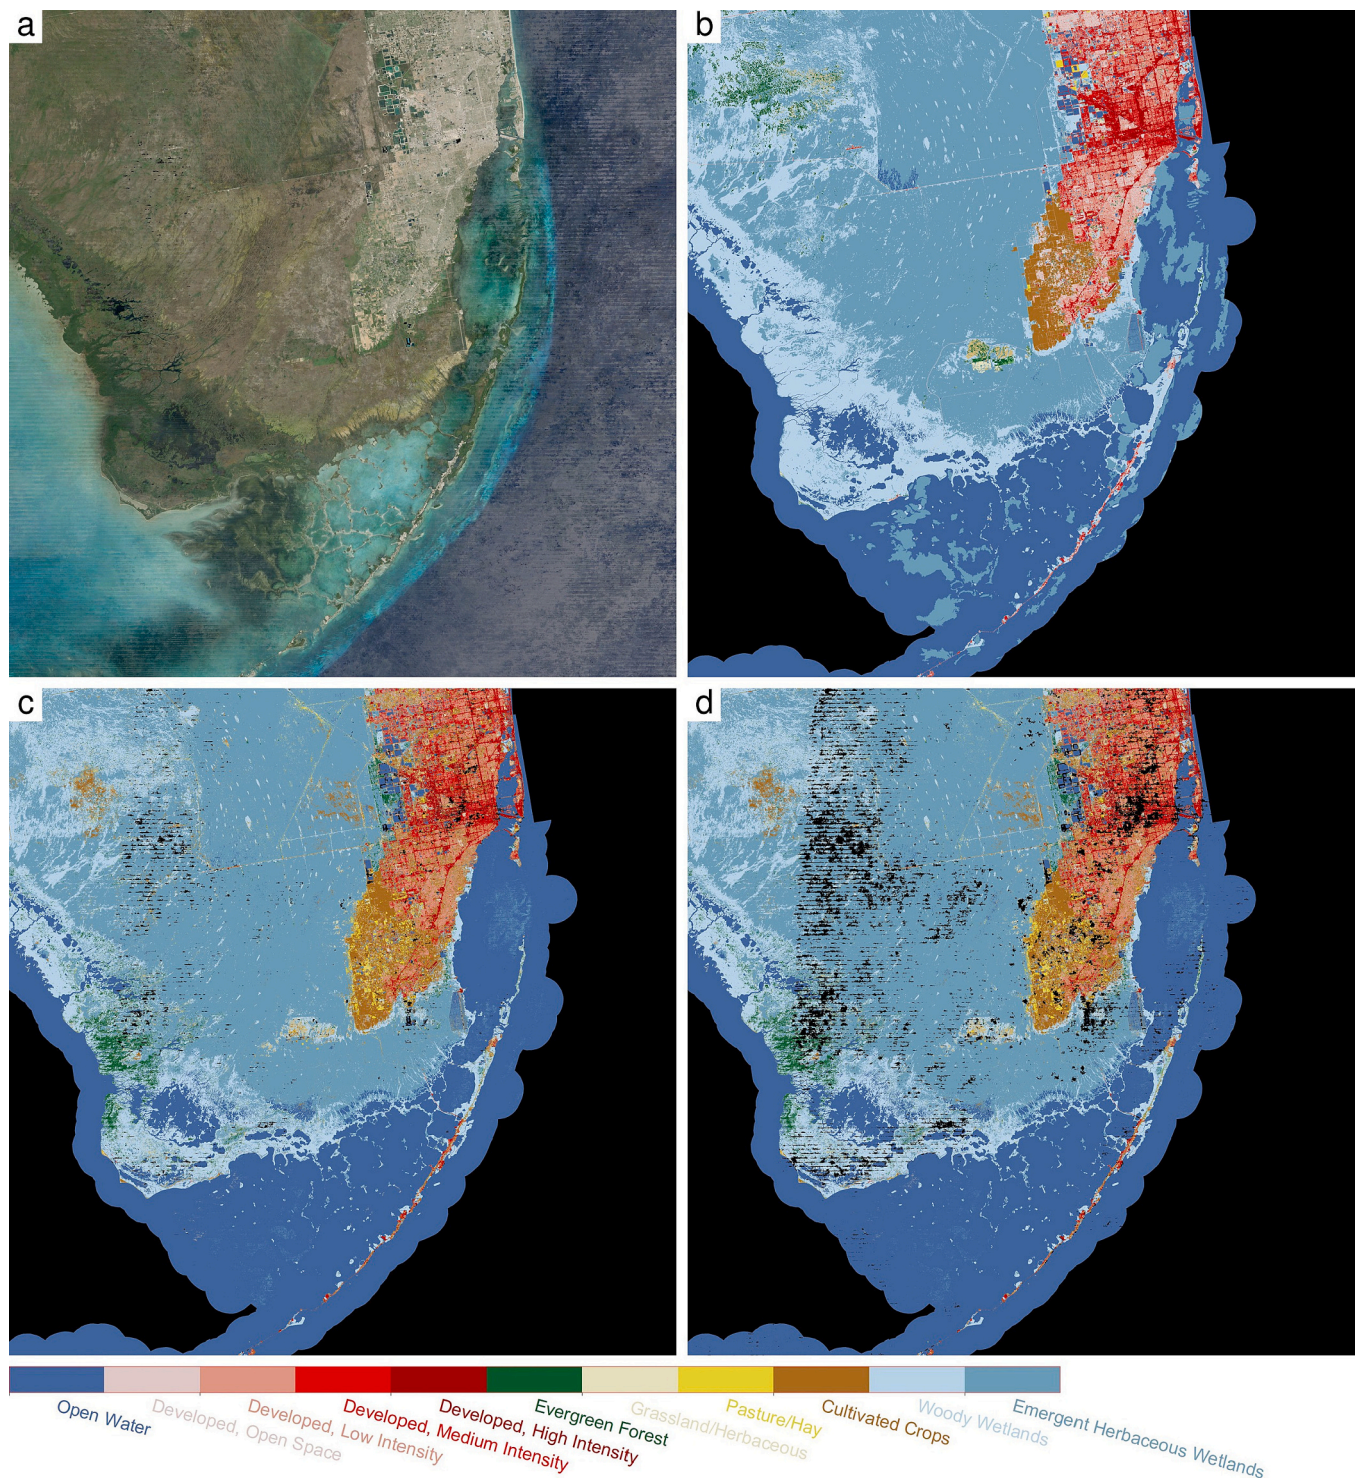 a
b
c
d
Open Water
Developed, Open Space
Developed, Low Intensity
Developed, Medium Intensity
Developed, High Intensity
Evergreen Forest
Grassland/Herbaceous
Pasture/Hay
Cultivated Crops
Woody Wetlands
Emergent Herbaceous Wetlands